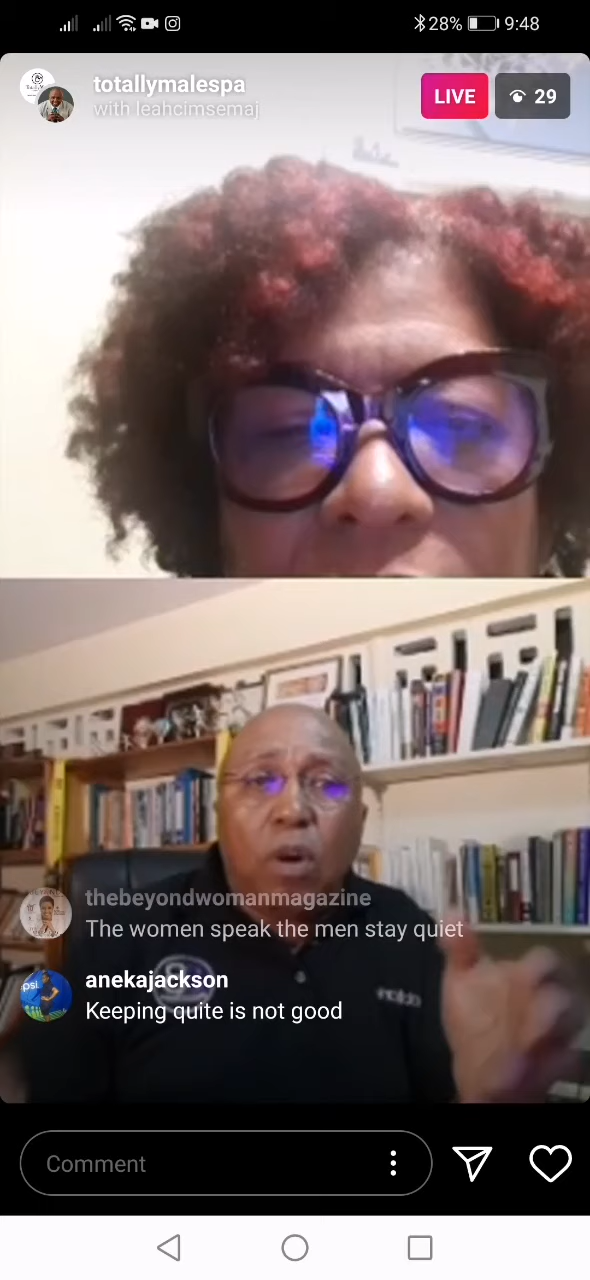 28% 9:48
totallymalespa
with leahcimsemaj
LIVE 29
thebeyondwomanmagazine
The women speak the men stay quiet
anekajackson
Keeping quite is not good
Comment